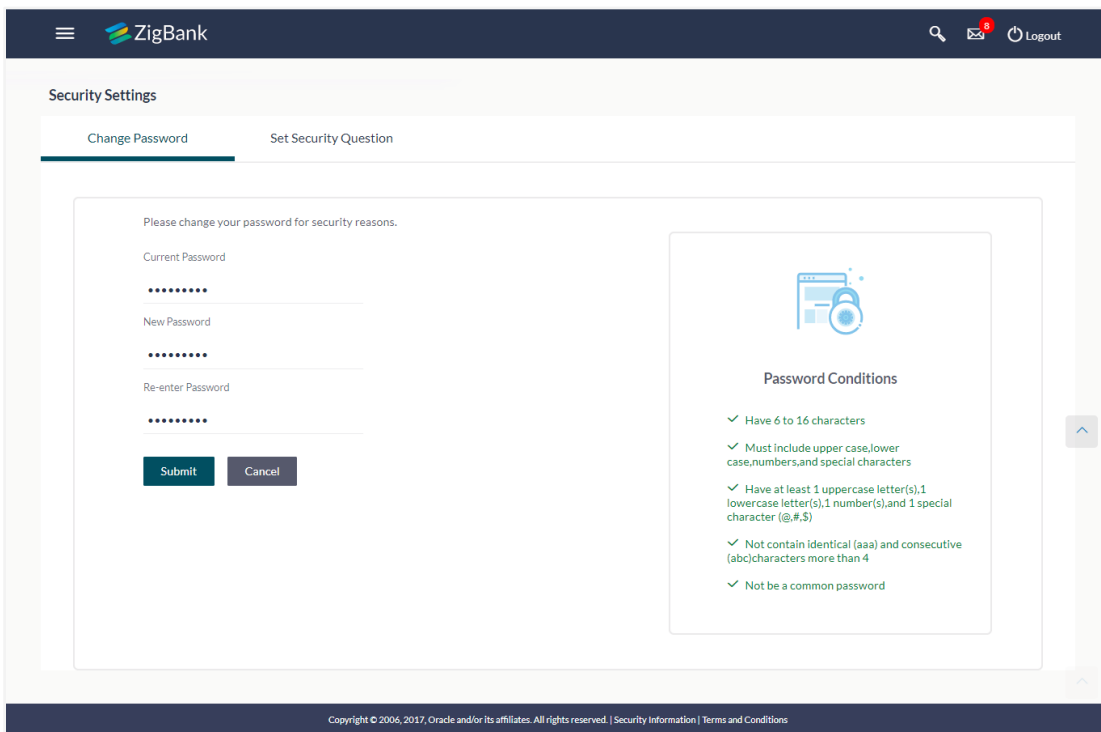 ZigBank
8
Logout
Security Settings
Change Password
Set Security Question
Please change your password for security reasons.
Current Password
•••••••••
New Password
•••••••••
Re-enter Password
•••••••••
Submit
Cancel
Password Conditions
Have 6 to 16 characters
Must include upper case,lower
case,numbers,and special characters
Have at least 1 uppercase letter(s),1
lowercase letter(s),1 number(s),and 1 special
character (@,#,$)
Not contain identical (aaa) and consecutive
(abc)characters more than 4
Not be a common password
Copyright © 2006, 2017, Oracle and/or its affiliates. All rights reserved. | Security Information | Terms and Conditions